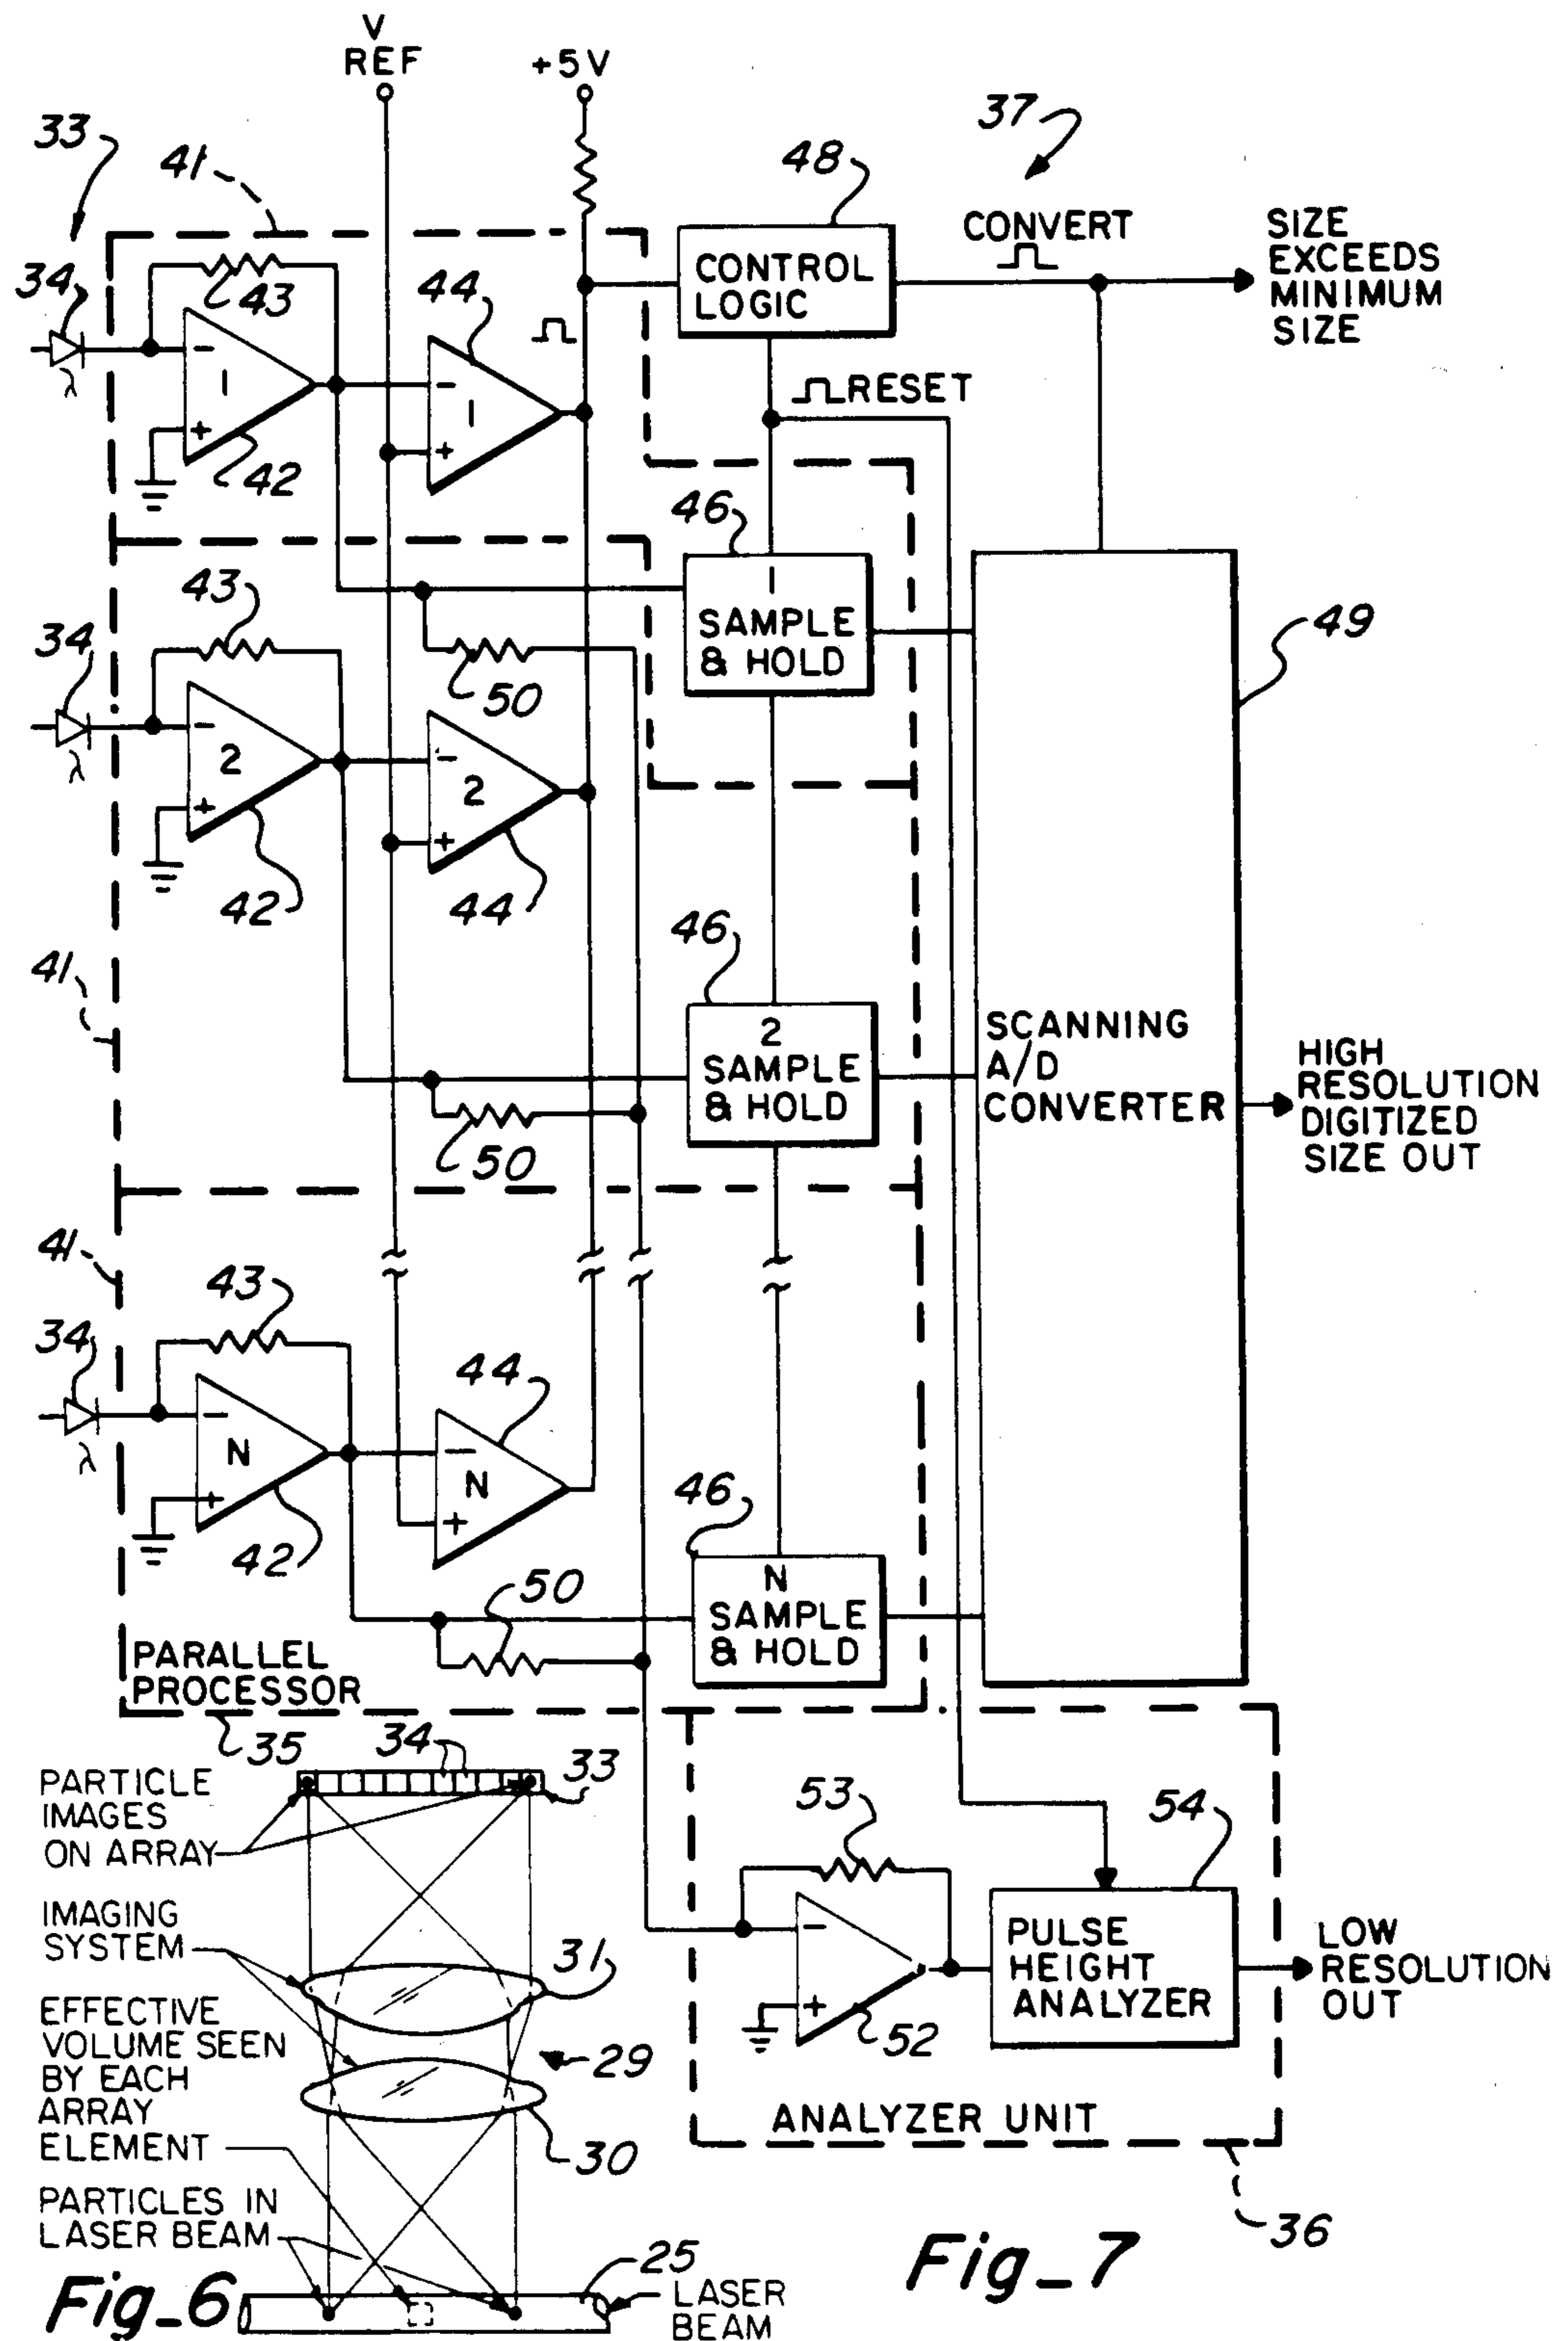 V
REF
+5V
37
33
41
48
CONVERT
SIZE
EXCEEDS
MINIMUM
SIZE
34
43
44
CONTROL
LOGIC
λ
-
1
+
42
-
1
+
RESET
46
1
SAMPLE
& HOLD
43
49
34
50
λ
-
2
+
42
-
2
+
44
41
46
2
SAMPLE
& HOLD
SCANNING
A/D
CONVERTER
HIGH
RESOLUTION
DIGITIZED
SIZE OUT
50
41
43
34
44
λ
-
N
+
42
-
N
+
46
N
SAMPLE
& HOLD
50
PARALLEL
PROCESSOR
35
34
33
PARTICLE
IMAGES
ON ARRAY
53
54
IMAGING
SYSTEM
31
-
+
52
PULSE
HEIGHT
ANALYZER
LOW
RESOLUTION
OUT
EFFECTIVE
VOLUME SEEN
BY EACH
ARRAY
ELEMENT
29
30
ANALYZER UNIT
36
PARTICLES IN
LASER BEAM
25
LASER
BEAM
Fig_6
Fig_7